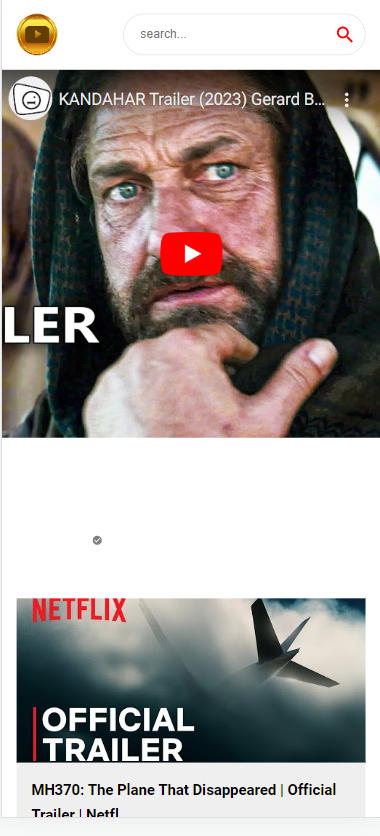 search...
KANDAHAR Trailer (2023) Gerard B...
LER
NETFLIX
OFFICIAL
TRAILER
MH370: The Plane That Disappeared | Official
Trailer | Netfl